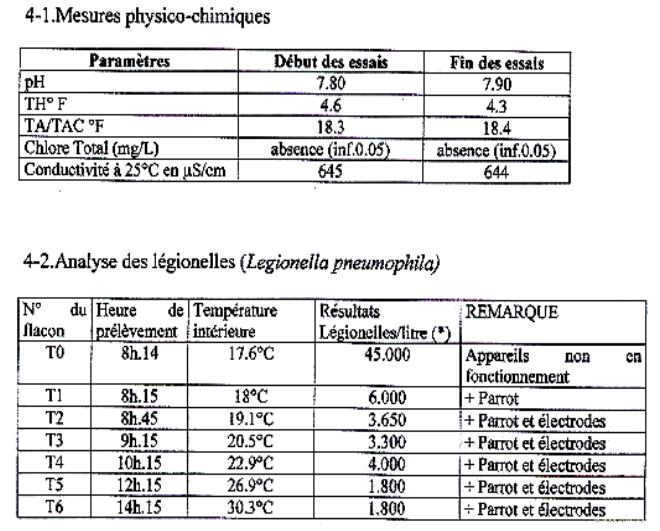 4-1.Mesures physico-chimiques
Paramètres Début des essais Fin des essais
pH 7.80 7.90
TH° F 4.6 4.3
TA/TAC °F 18.3 18.4
Chlore Total (mg/L) absence (inf.0.05) absence (inf.0.05)
Conductivité à 25°C en µS/cm 645 644
4-2.Analyse des légionelles (Legionella pneumophila)
N° du Heure de Température Résultats REMARQUE
flacon prélèvement intérieure Légionelles/litre (*)
T0 8h.14 17.6°C 45.000 Appareils non en
fonctionnement
T1 8h.15 18°C 6.000 + Parrot
T2 8h.45 19.1°C 3.650 + Parrot et électrodes
T3 9h.15 20.5°C 3.300 + Parrot et électrodes
T4 10h.15 22.9°C 4.000 + Parrot et électrodes
T5 12h.15 26.9°C 1.800 + Parrot et électrodes
T6 14h.15 30.3°C 1.800 + Parrot et électrodes